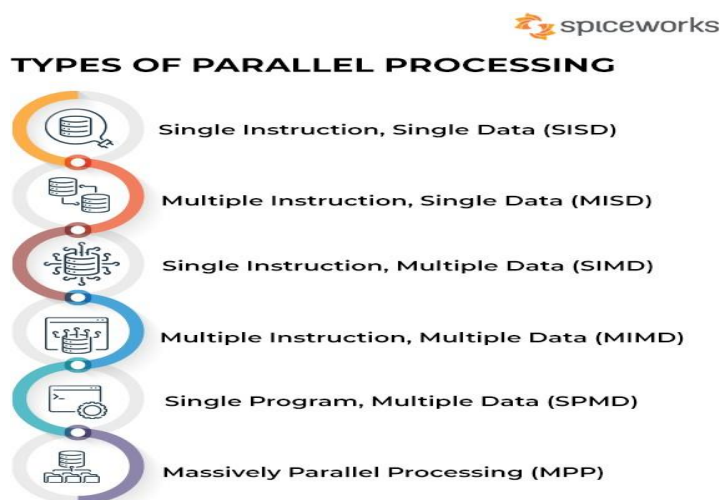 spiceworks
TYPES OF PARALLEL PROCESSING
Single Instruction, Single Data (SISD)
Multiple Instruction, Single Data (MISD)
Single Instruction, Multiple Data (SIMD)
Multiple Instruction, Multiple Data (MIMD)
Single Program, Multiple Data (SPMD)
Massively Parallel Processing (MPP)